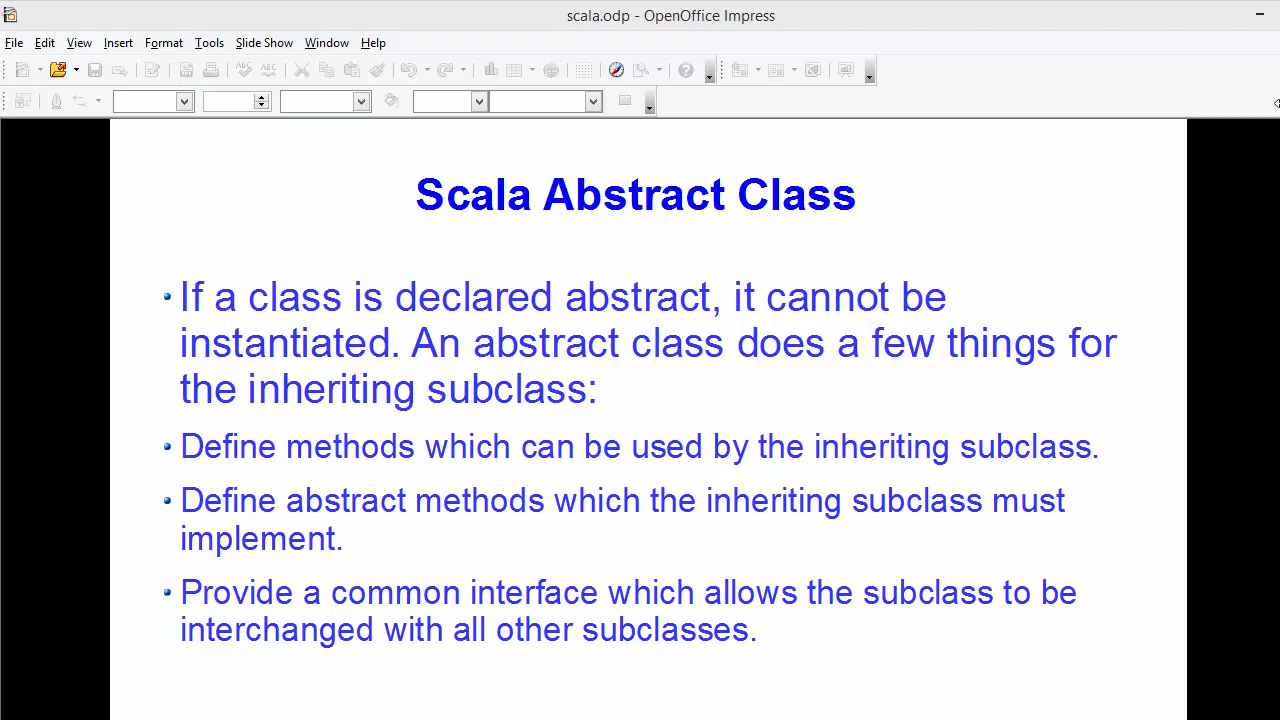 scala.odp - OpenOffice Impress
File Edit View Insert Format Tools Slide Show Window Help
Scala Abstract Class
• If a class is declared abstract, it cannot be
instantiated. An abstract class does a few things for
the inheriting subclass:
• Define methods which can be used by the inheriting subclass.
• Define abstract methods which the inheriting subclass must
implement.
• Provide a common interface which allows the subclass to be
interchanged with all other subclasses.